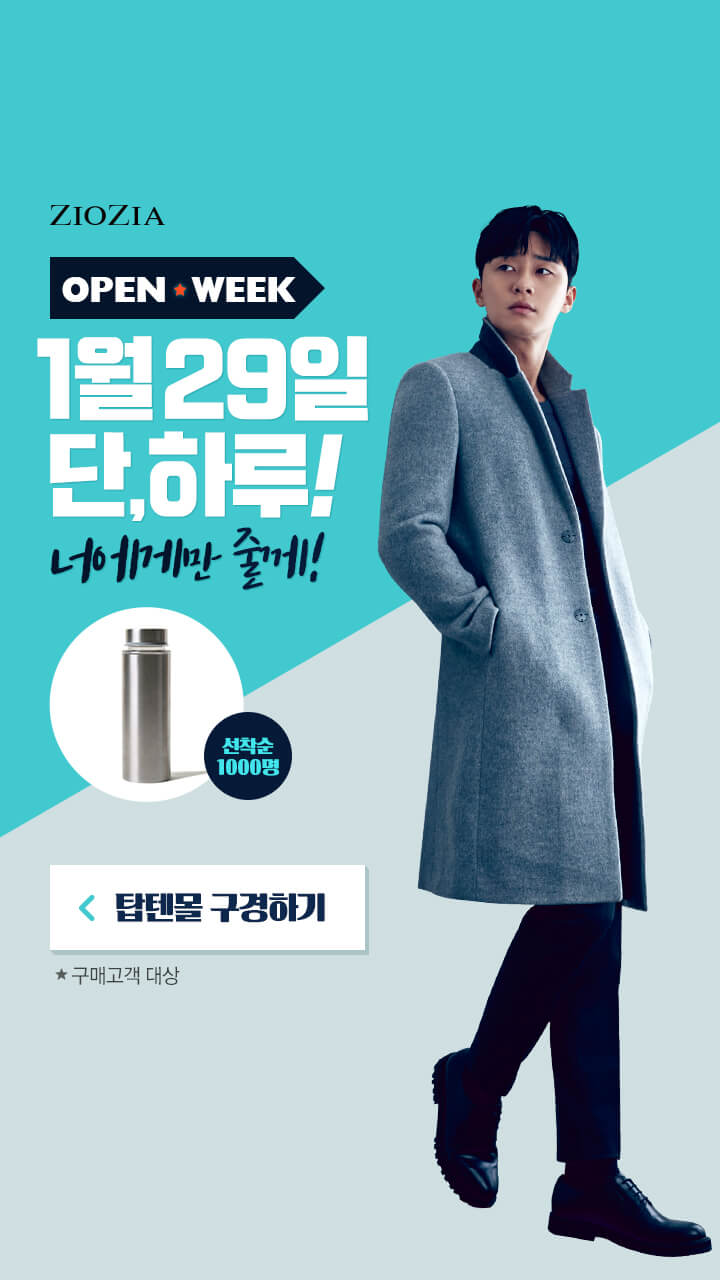 ZIOZIA
OPEN★WEEK
1월 29일
단,하루!
너에게만 줄게!
선착순
1000명
< 탑텐몰 구경하기
★ 구매고객 대상